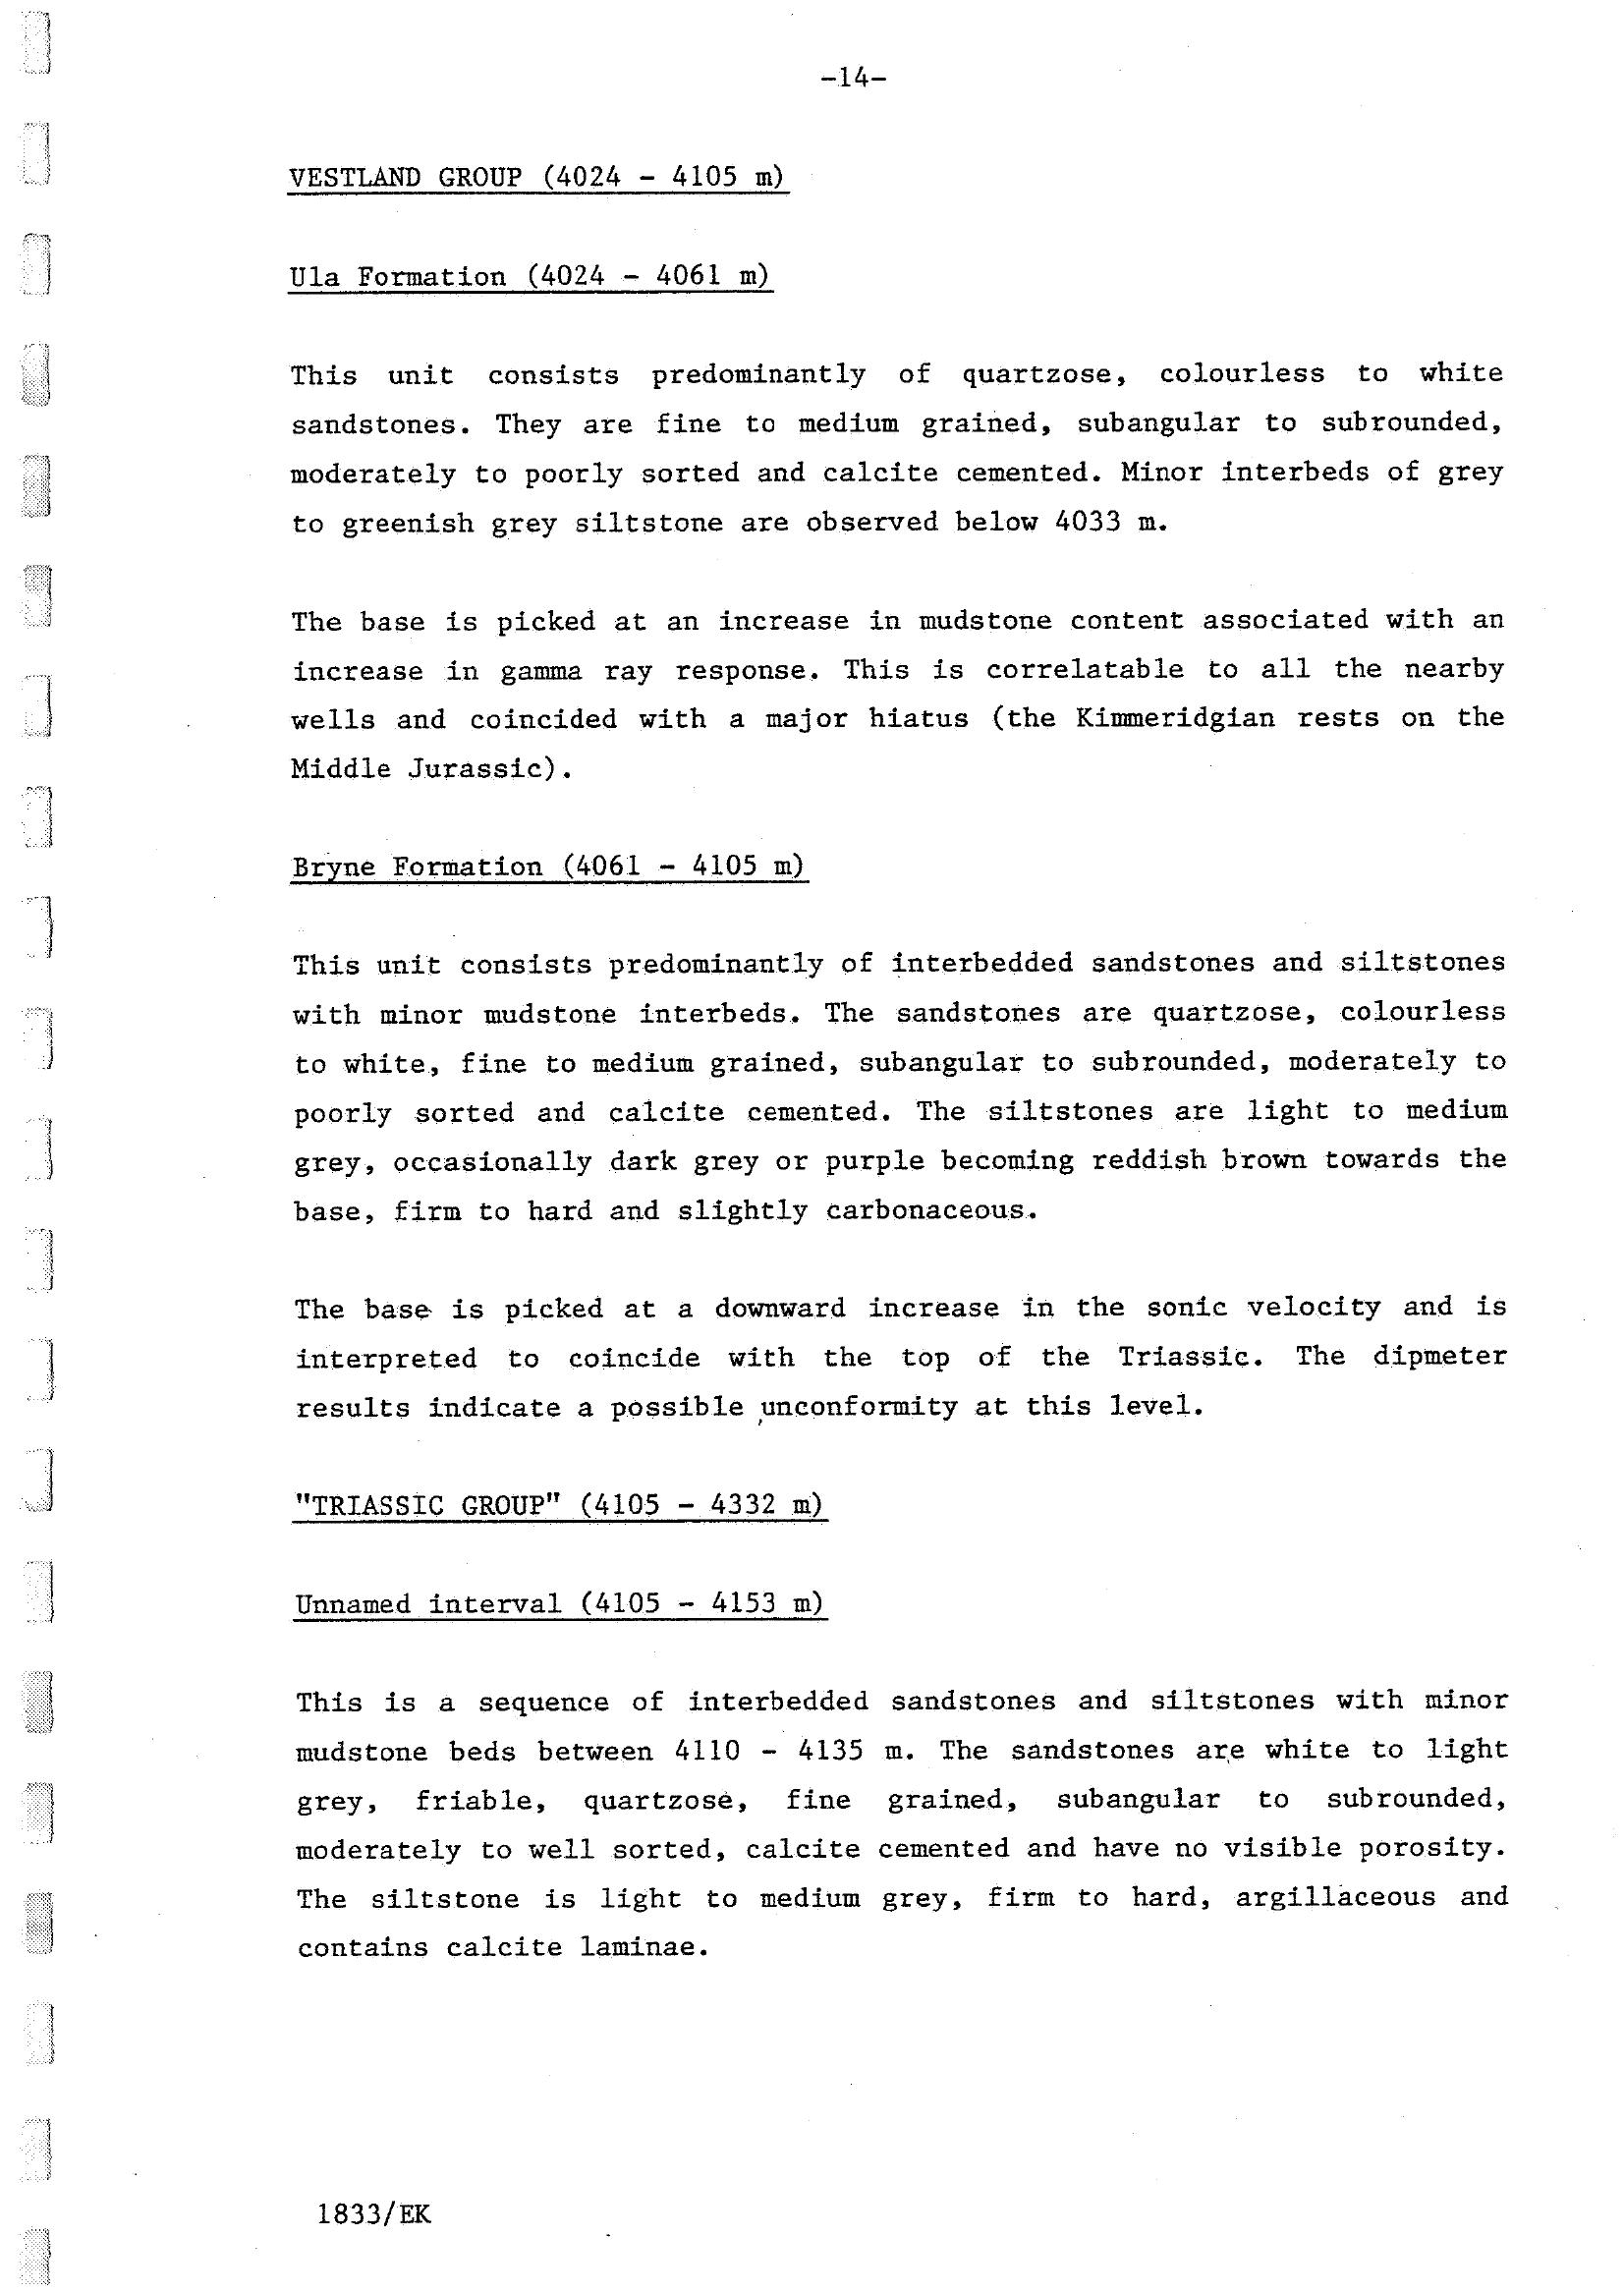 -14-
VESTLAND GROUP (4024 - 4105 m)
Ula Formation (4024 - 4061 m)
This unit consists predominantly of quartzose, colourless to white
sandstones. They are fine to medium grained, subangular to subrounded,
moderately to poorly sorted and calcite cemented. Minor interbeds of grey
to greenish grey siltstone are observed below 4033 m.
The base is picked at an increase in mudstone content associated with an
increase in gamma ray response. This is correlatable to all the nearby
wells and coincided with a major hiatus (the Kimmeridgian rests on the
Middle Jurassic).
Bryne Formation (4061 - 4105 m)
This unit consists predominantly of interbedded sandstones and siltstones
with minor mudstone interbeds. The sandstones are quartzose, colourless
to white, fine to medium grained, subangular to subrounded, moderately to
poorly sorted and calcite cemented. The siltstones are light to medium
grey, occasionally dark grey or purple becoming reddish brown towards the
base, firm to hard and slightly carbonaceous.
The base is picked at a downward increase in the sonic velocity and is
interpreted to coincide with the top of the Triassic. The dipmeter
results indicate a possible unconformity at this level.
"TRIASSIC GROUP" (4105 - 4332 m)
Unnamed interval (4105 - 4153 m)
This is a sequence of interbedded sandstones and siltstones with minor
mudstone beds between 4110 - 4135 m. The sandstones are white to light
grey, friable, quartzose, fine grained, subangular to subrounded,
moderately to well sorted, calcite cemented and have no visible porosity.
The siltstone is light to medium grey, firm to hard, argillaceous and
contains calcite laminae.
1833/EK